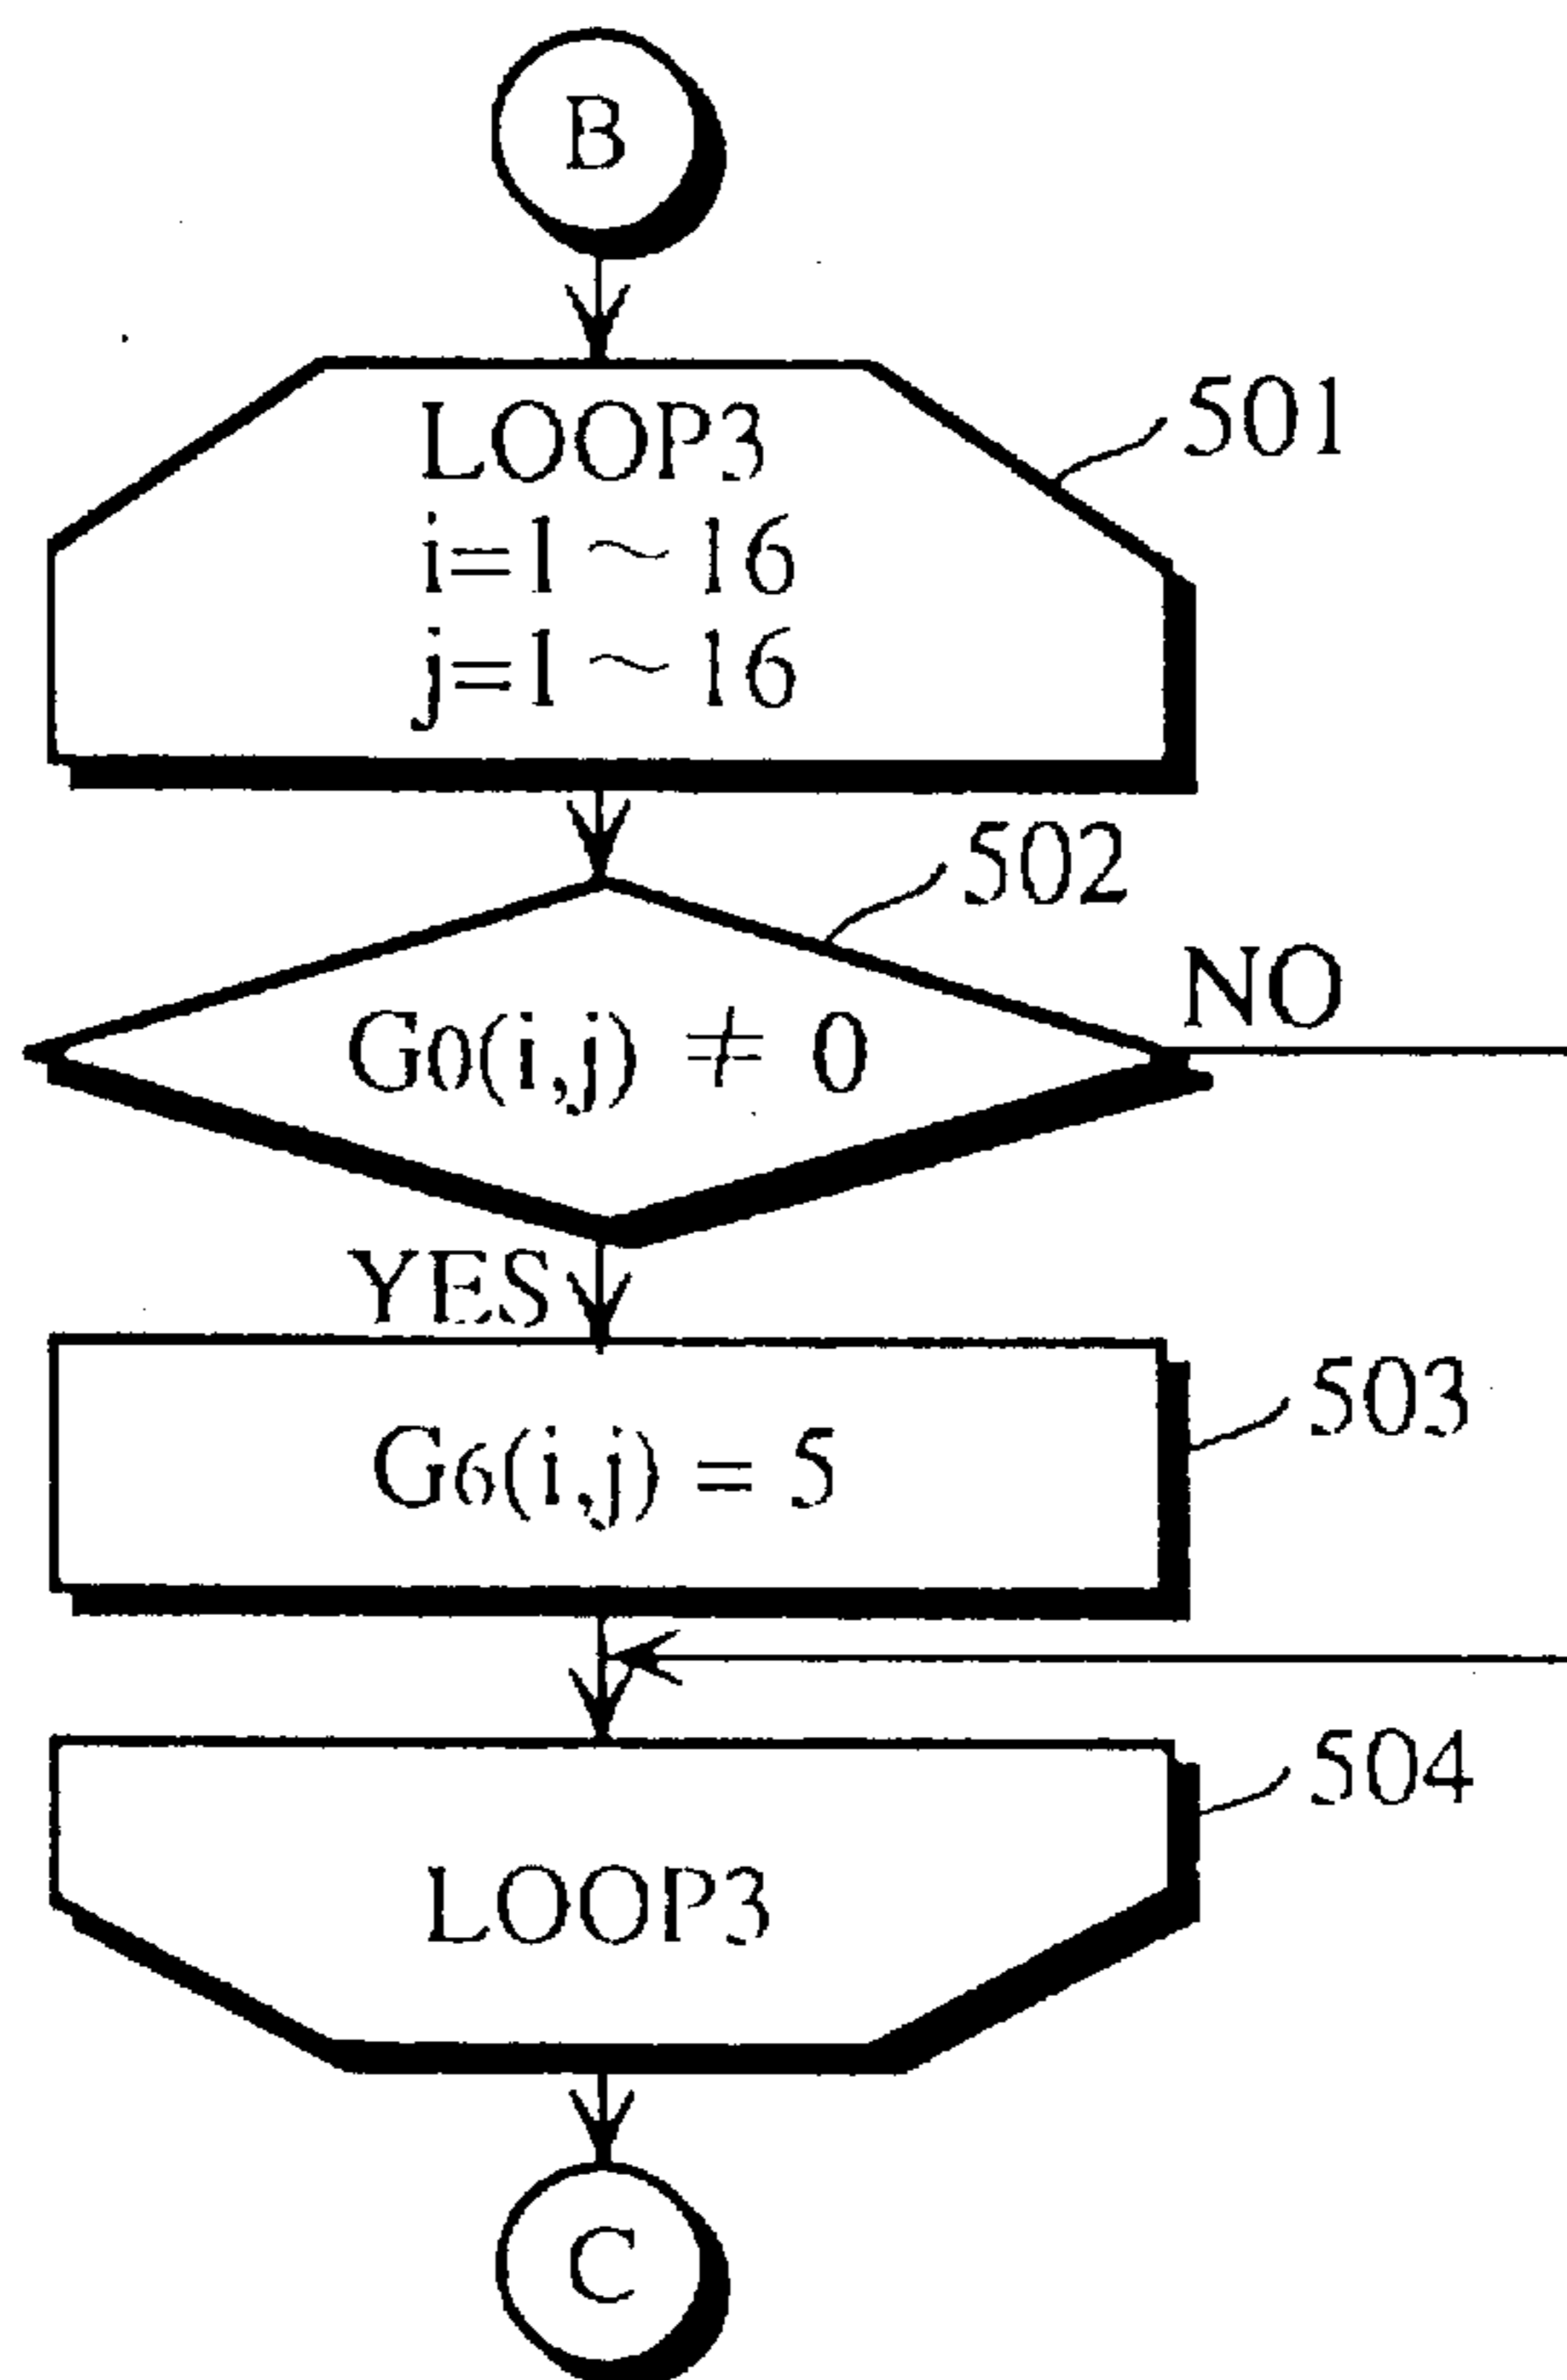 B
LOOP3
i=1～16
j=1～16
501
502
G0(i,j) ≠ 0
NO
YES
503
G6(i,j) = 5
504
LOOP3
C